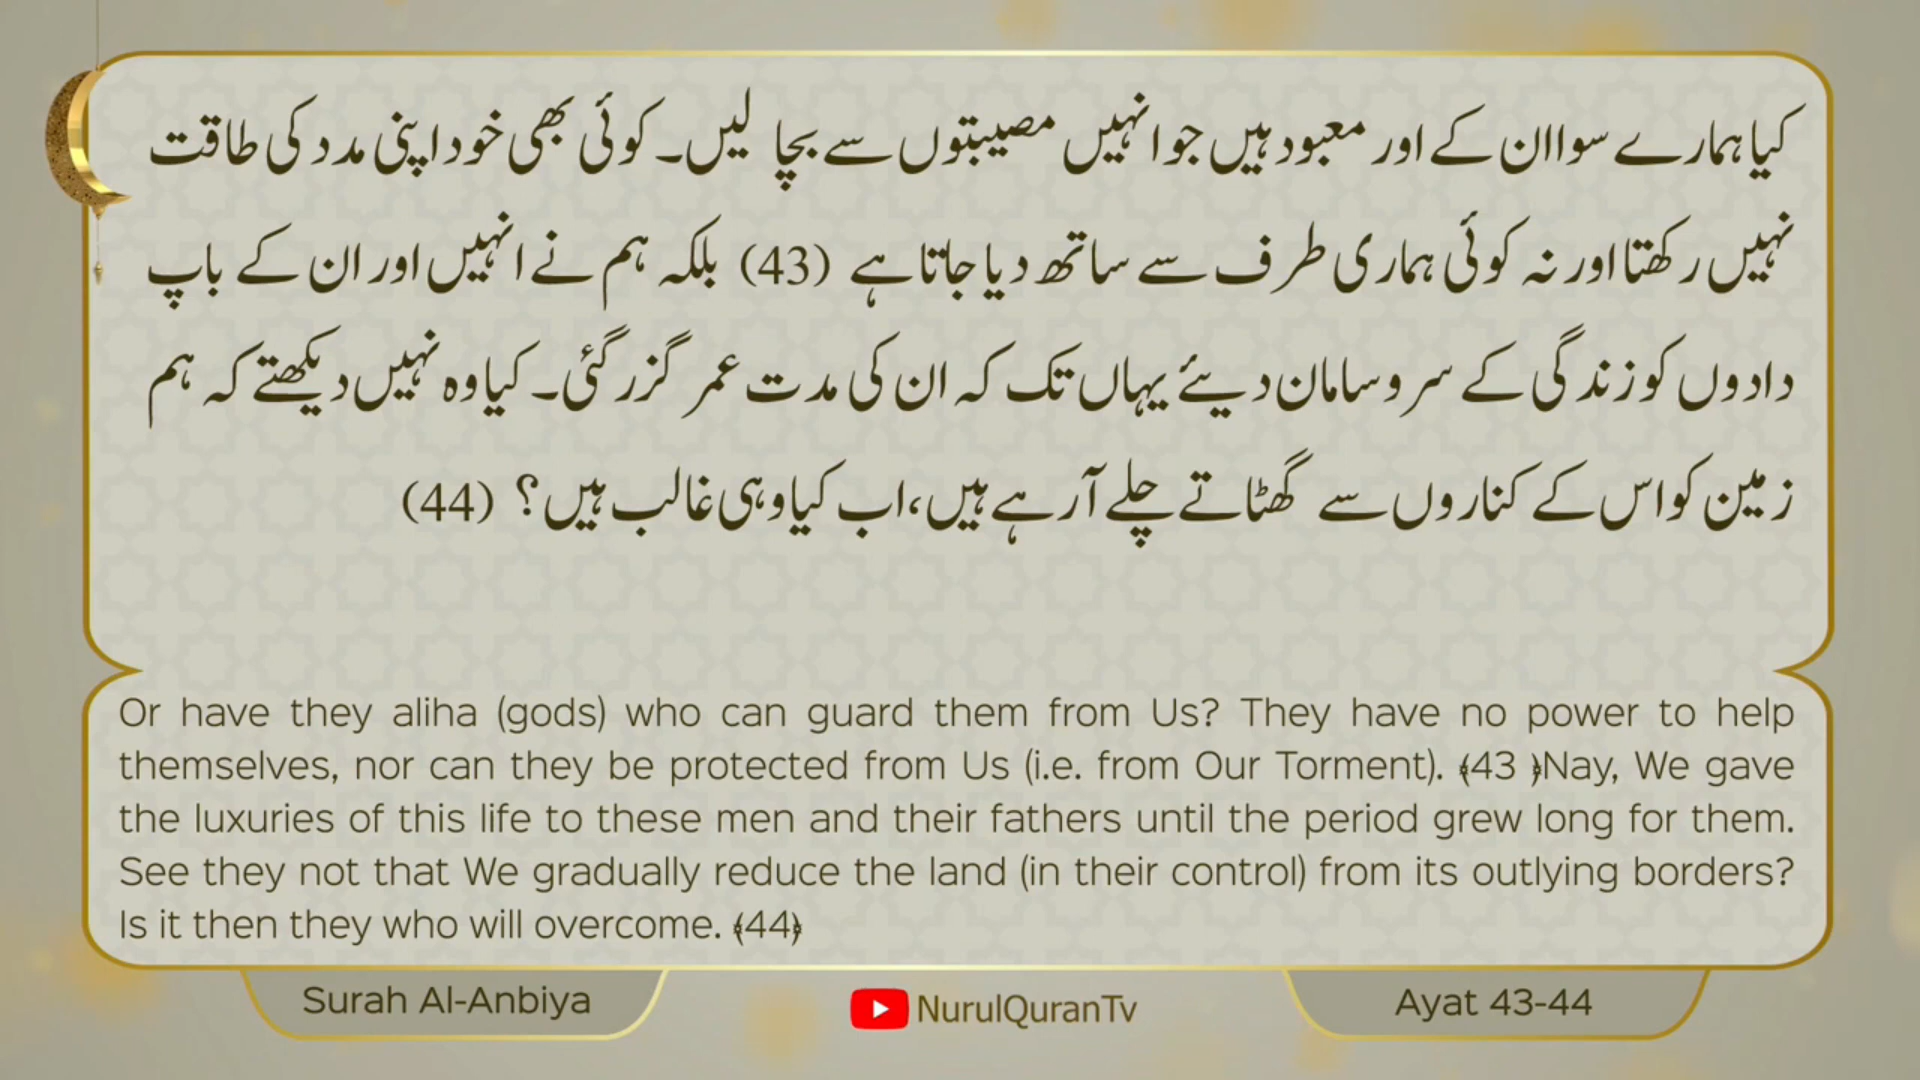 کیا ہمارے سوا ان کے اور معبود ہیں جو انہیں مصیبتوں سے بچا لیں۔ کوئی بھی خود اپنی مدد کی طاقت
نہیں رکھتا اور نہ کوئی ہماری طرف سے ساتھ دیا جاتا ہے (43) بلکہ ہم نے انہیں اور ان کے باپ
دادوں کو زندگی کے سر و سامان دیئے یہاں تک کہ ان کی مدت عمر گزر گئی۔ کیا وہ نہیں دیکھتے کہ ہم
زمین کو اس کے کناروں سے گھٹاتے چلے آ رہے ہیں، اب کیا وہی غالب ہیں؟ (44)
Or have they aliha (gods) who can guard them from Us? They have no power to help
themselves, nor can they be protected from Us (i.e. from Our Torment). ﴾43 ﴿Nay, We gave
the luxuries of this life to these men and their fathers until the period grew long for them.
See they not that We gradually reduce the land (in their control) from its outlying borders?
Is it then they who will overcome. ﴾44﴿
Surah Al-Anbiya
NurulQuranTv
Ayat 43-44